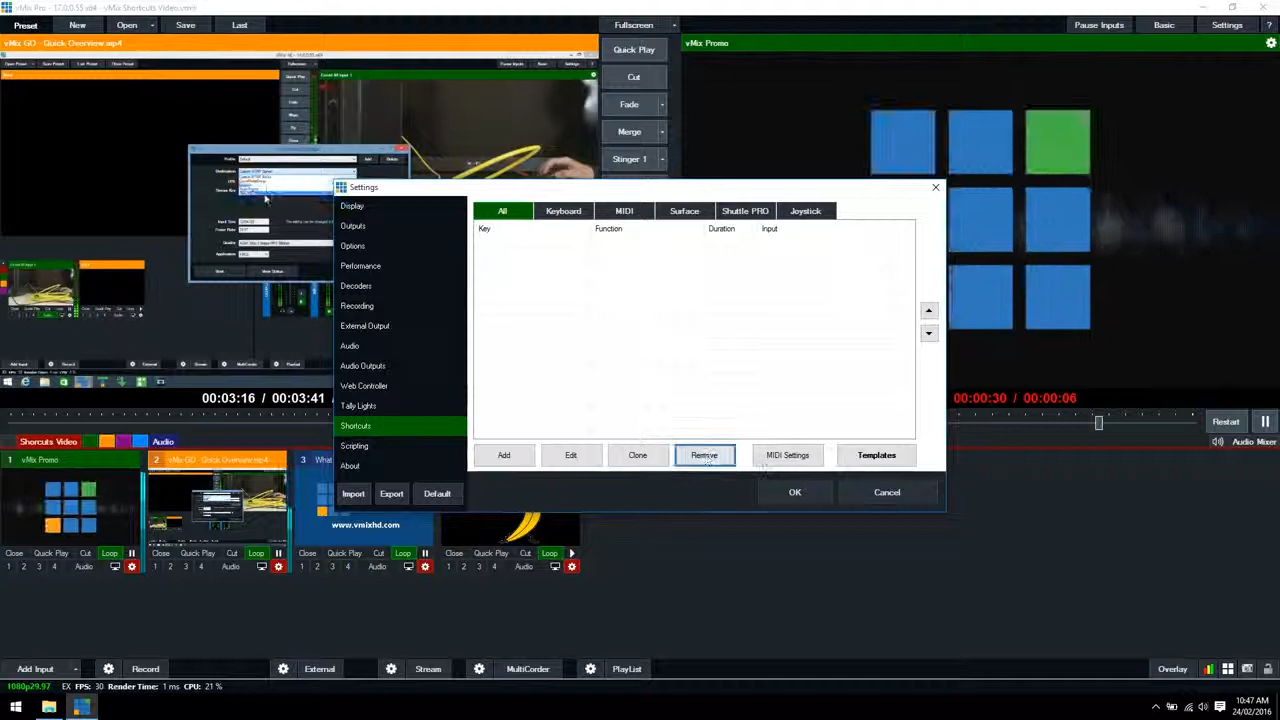 vMix Pro - 17.0.0.55 x64 - vMix Shortcuts Video.vmix
Preset New Open Save Last Fullscreen Pause Inputs Basic Settings ?
vMix GO - Quick Overview.mp4
Quick Play
Cut
Fade
Merge
Stinger 1
vMix Promo
Settings
Display
Outputs
Options
Performance
Decoders
Recording
External Output
Audio
Audio Outputs
Web Controller
Tally Lights
Shortcuts
Scripting
About
All Keyboard MIDI Surface Shuttle PRO Joystick
Key Function Duration Input
Add Edit Clone Remove MIDI Settings Templates
Import Export Default OK Cancel
00:03:16 / 00:03:41
00:00:30 / 00:00:06
Restart
Shorcuts Video Audio
Audio Mixer
1 vMix Promo
2 vMix GO - Quick Overview.mp4
3 What
www.vmixhd.com
Close Quick Play Cut Loop
Close Quick Play Cut Loop
Close Quick Play Cut Loop
Close Quick Play Cut Loop
1 2 3 4 Audio
1 2 3 4 Audio
1 2 3 4 Audio
1 2 3 4 Audio
Add Input Record External Stream MultiCorder PlayList Overlay
1080p29.97 EX FPS: 30 Render Time: 1 ms CPU: 21 %
10:47 AM
24/02/2016